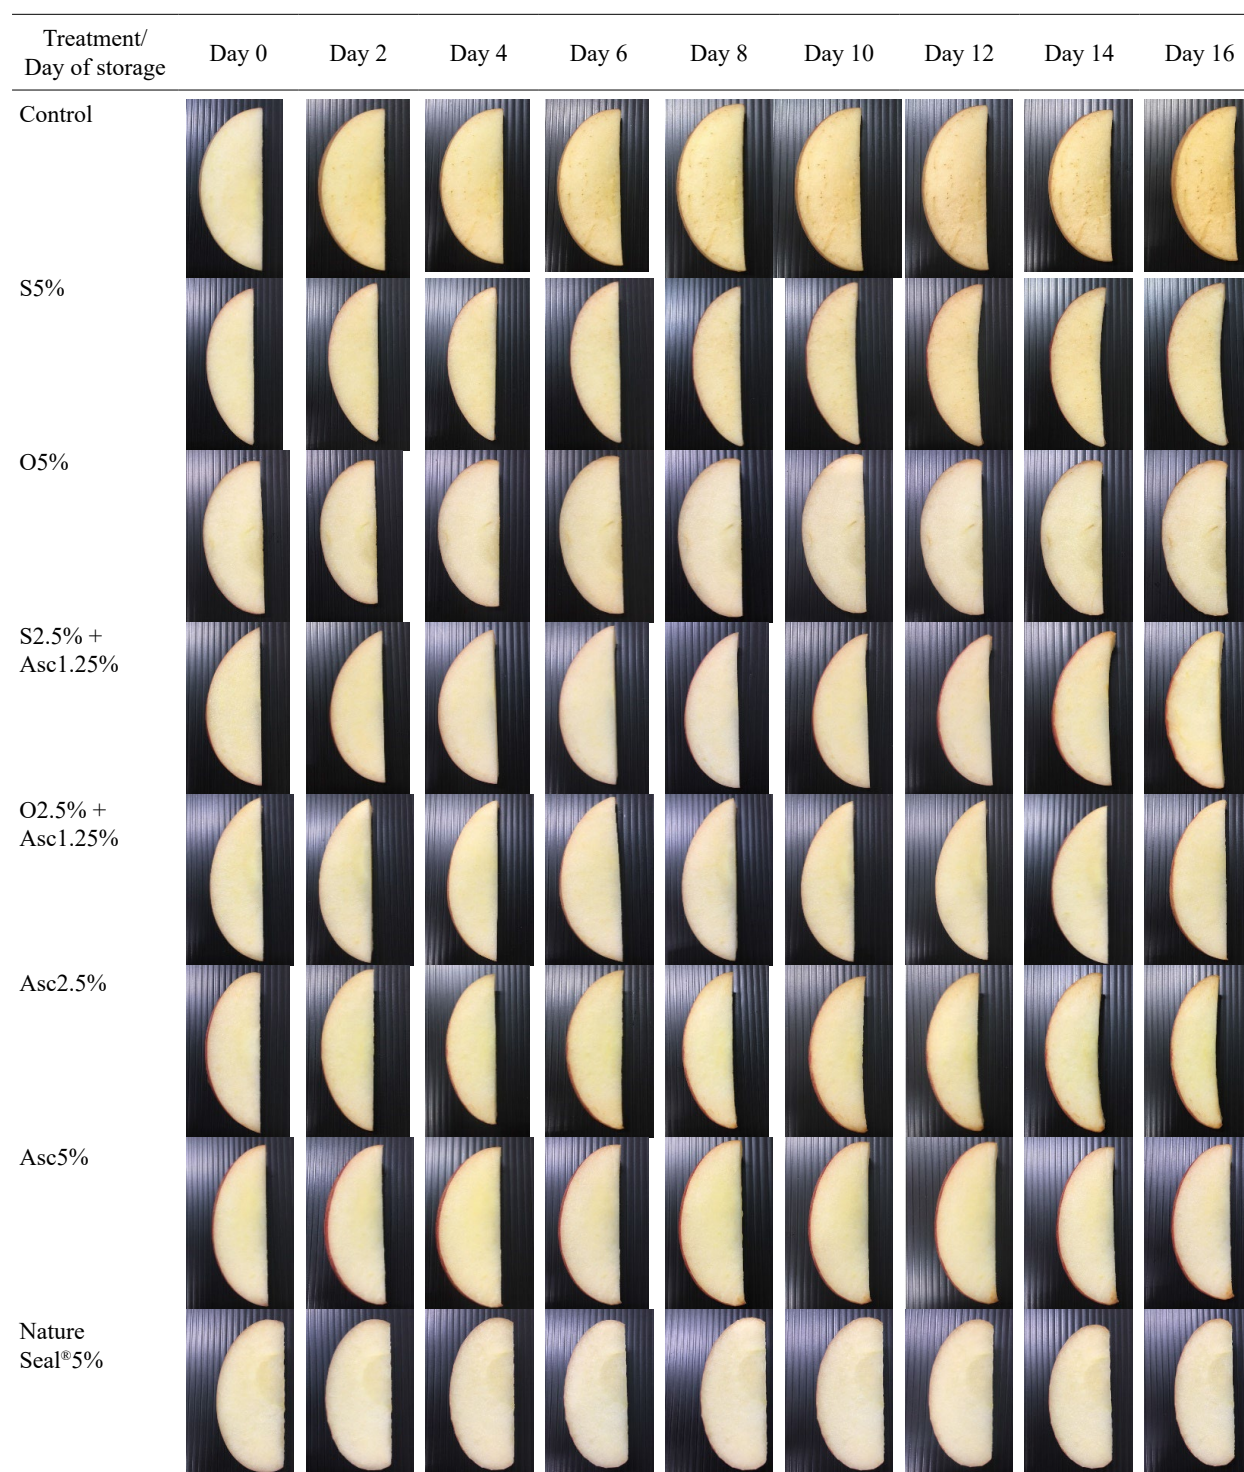 Treatment/
Day of storage
Day 0
Day 2
Day 4
Day 6
Day 8
Day 10
Day 12
Day 14
Day 16
Control
S5%
O5%
S2.5% +
Asc1.25%
O2.5% +
Asc1.25%
Asc2.5%
Asc5%
Nature
Seal®5%